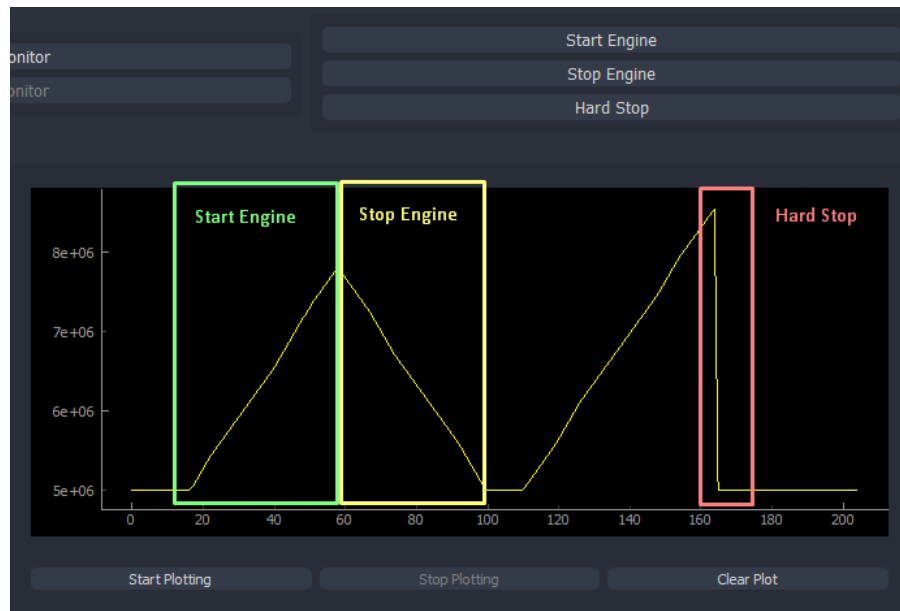 onitor
onitor
Start Engine
Stop Engine
Hard Stop
Start Engine
Stop Engine
Hard Stop
8e+06
7e+06
6e+06
5e+06
0 20 40 60 80 100 120 140 160 180 200
Start Plotting
Stop Plotting
Clear Plot